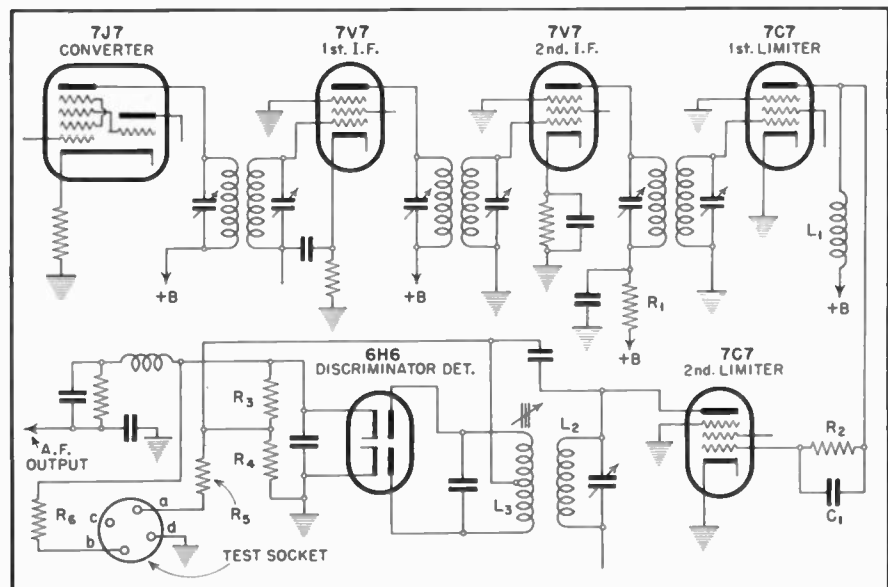 7J7
CONVERTER
7V7
1st. I.F.
7V7
2nd. I.F.
7C7
1st. LIMITER
L1
+B
+B
R1
+B
+B
6H6
DISCRIMINATOR DET.
7C7
2nd. LIMITER
R3
R4
L2
L3
R2
C1
A.F.
OUTPUT
R5
R6
a
c
d
b
TEST SOCKET